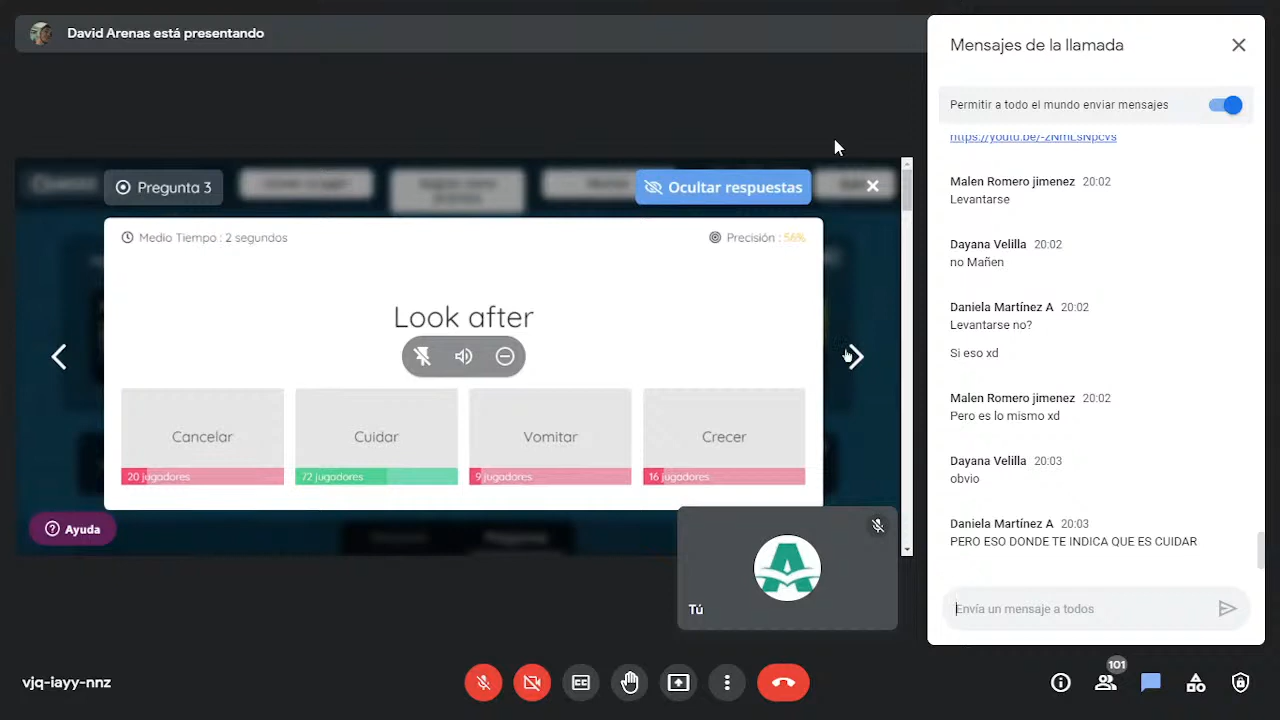 David Arenas está presentando
Pregunta 3
Ocultar respuestas
Medio Tiempo : 2 segundos
Precisión : 56%
Look after
Cancelar
Cuidar
Vomitar
Crecer
20 jugadores
72 jugadores
9 jugadores
16 jugadores
Ayuda
Tú
vjq-iayy-nnz
Mensajes de la llamada
Permitir a todo el mundo enviar mensajes
https://youtu.be/-ZNmLsNpcvs
Malen Romero jimenez 20:02
Levantarse
Dayana Velilla 20:02
no Mañen
Daniela Martínez A 20:02
Levantarse no?
Si eso xd
Malen Romero jimenez 20:02
Pero es lo mismo xd
Dayana Velilla 20:03
obvio
Daniela Martínez A 20:03
PERO ESO DONDE TE INDICA QUE ES CUIDAR
Envía un mensaje a todos
101